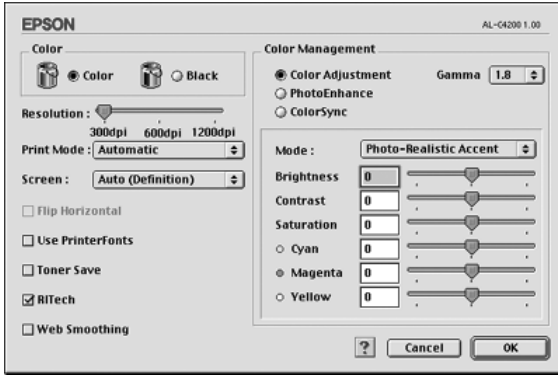 EPSON
AL-C4200 1.00
Color
Color
Black
Resolution :
300dpi 600dpi 1200dpi
Print Mode : Automatic
Screen : Auto (Definition)
Flip Horizontal
Use PrinterFonts
Toner Save
RITech
Web Smoothing
Color Management
Color Adjustment
Gamma 1.8
PhotoEnhance
ColorSync
Mode : Photo-Realistic Accent
Brightness 0
Contrast 0
Saturation 0
Cyan 0
Magenta 0
Yellow 0
? Cancel OK